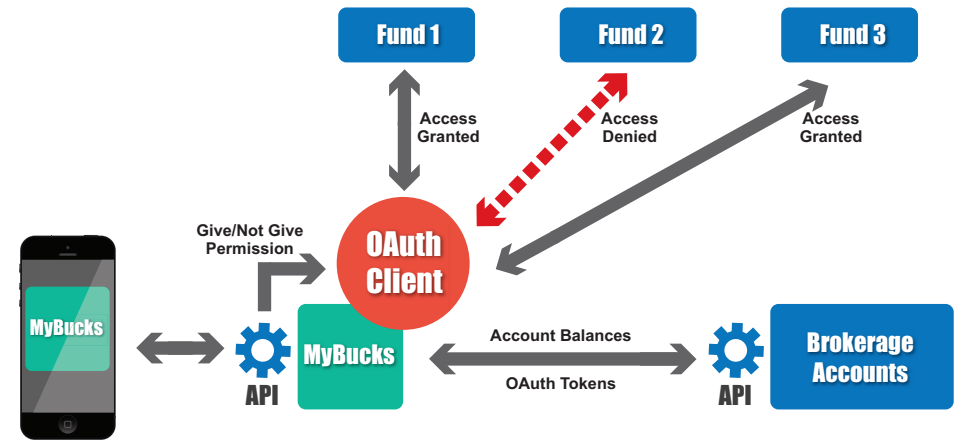 Fund 1
Fund 2
Fund 3
Access
Granted
Access
Denied
Access
Granted
Give/Not Give
Permission
OAuth
Client
MyBucks
MyBucks
API
Account Balances
OAuth Tokens
API
Brokerage
Accounts